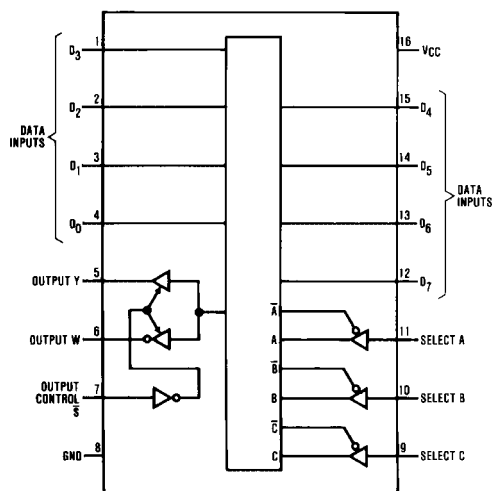 1
D3
2
D2
DATA
INPUTS
3
D1
4
D0
5
OUTPUT Y
6
OUTPUT W
7
OUTPUT
CONTROL
S̅
8
GND
16
VCC
15
D4
14
D5
DATA
INPUTS
13
D6
12
D7
A̅
A
11
SELECT A
B̅
B
10
SELECT B
C̅
C
9
SELECT C